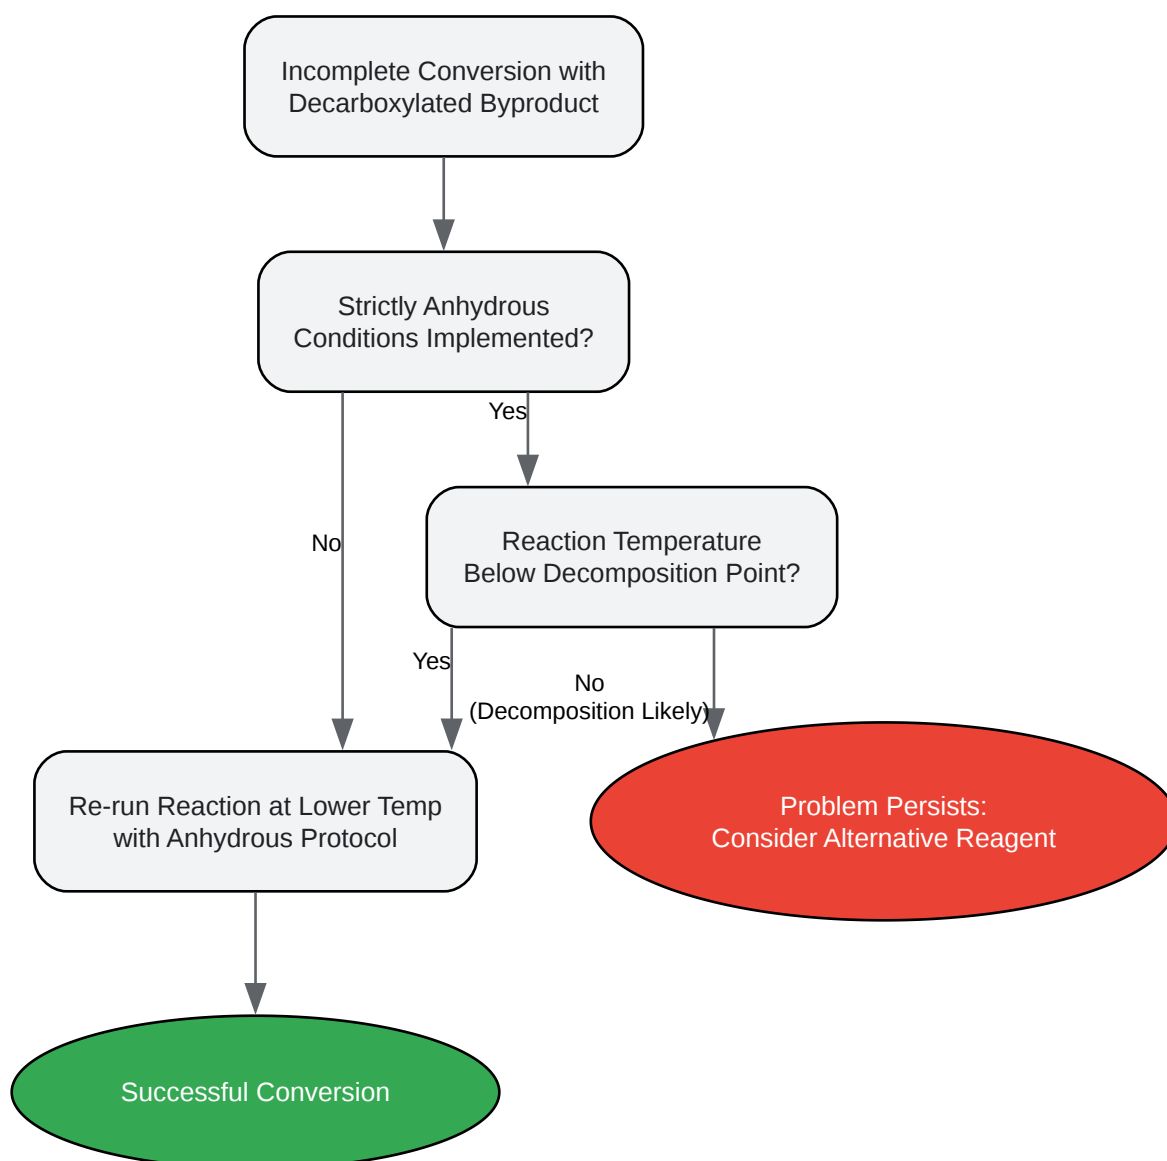 Incomplete Conversion with
Decarboxylated Byproduct
Strictly Anhydrous
Conditions Implemented?
Yes
No
Reaction Temperature
Below Decomposition Point?
Yes
No
(Decomposition Likely)
Re-run Reaction at Lower Temp
with Anhydrous Protocol
Problem Persists:
Consider Alternative Reagent
Successful Conversion